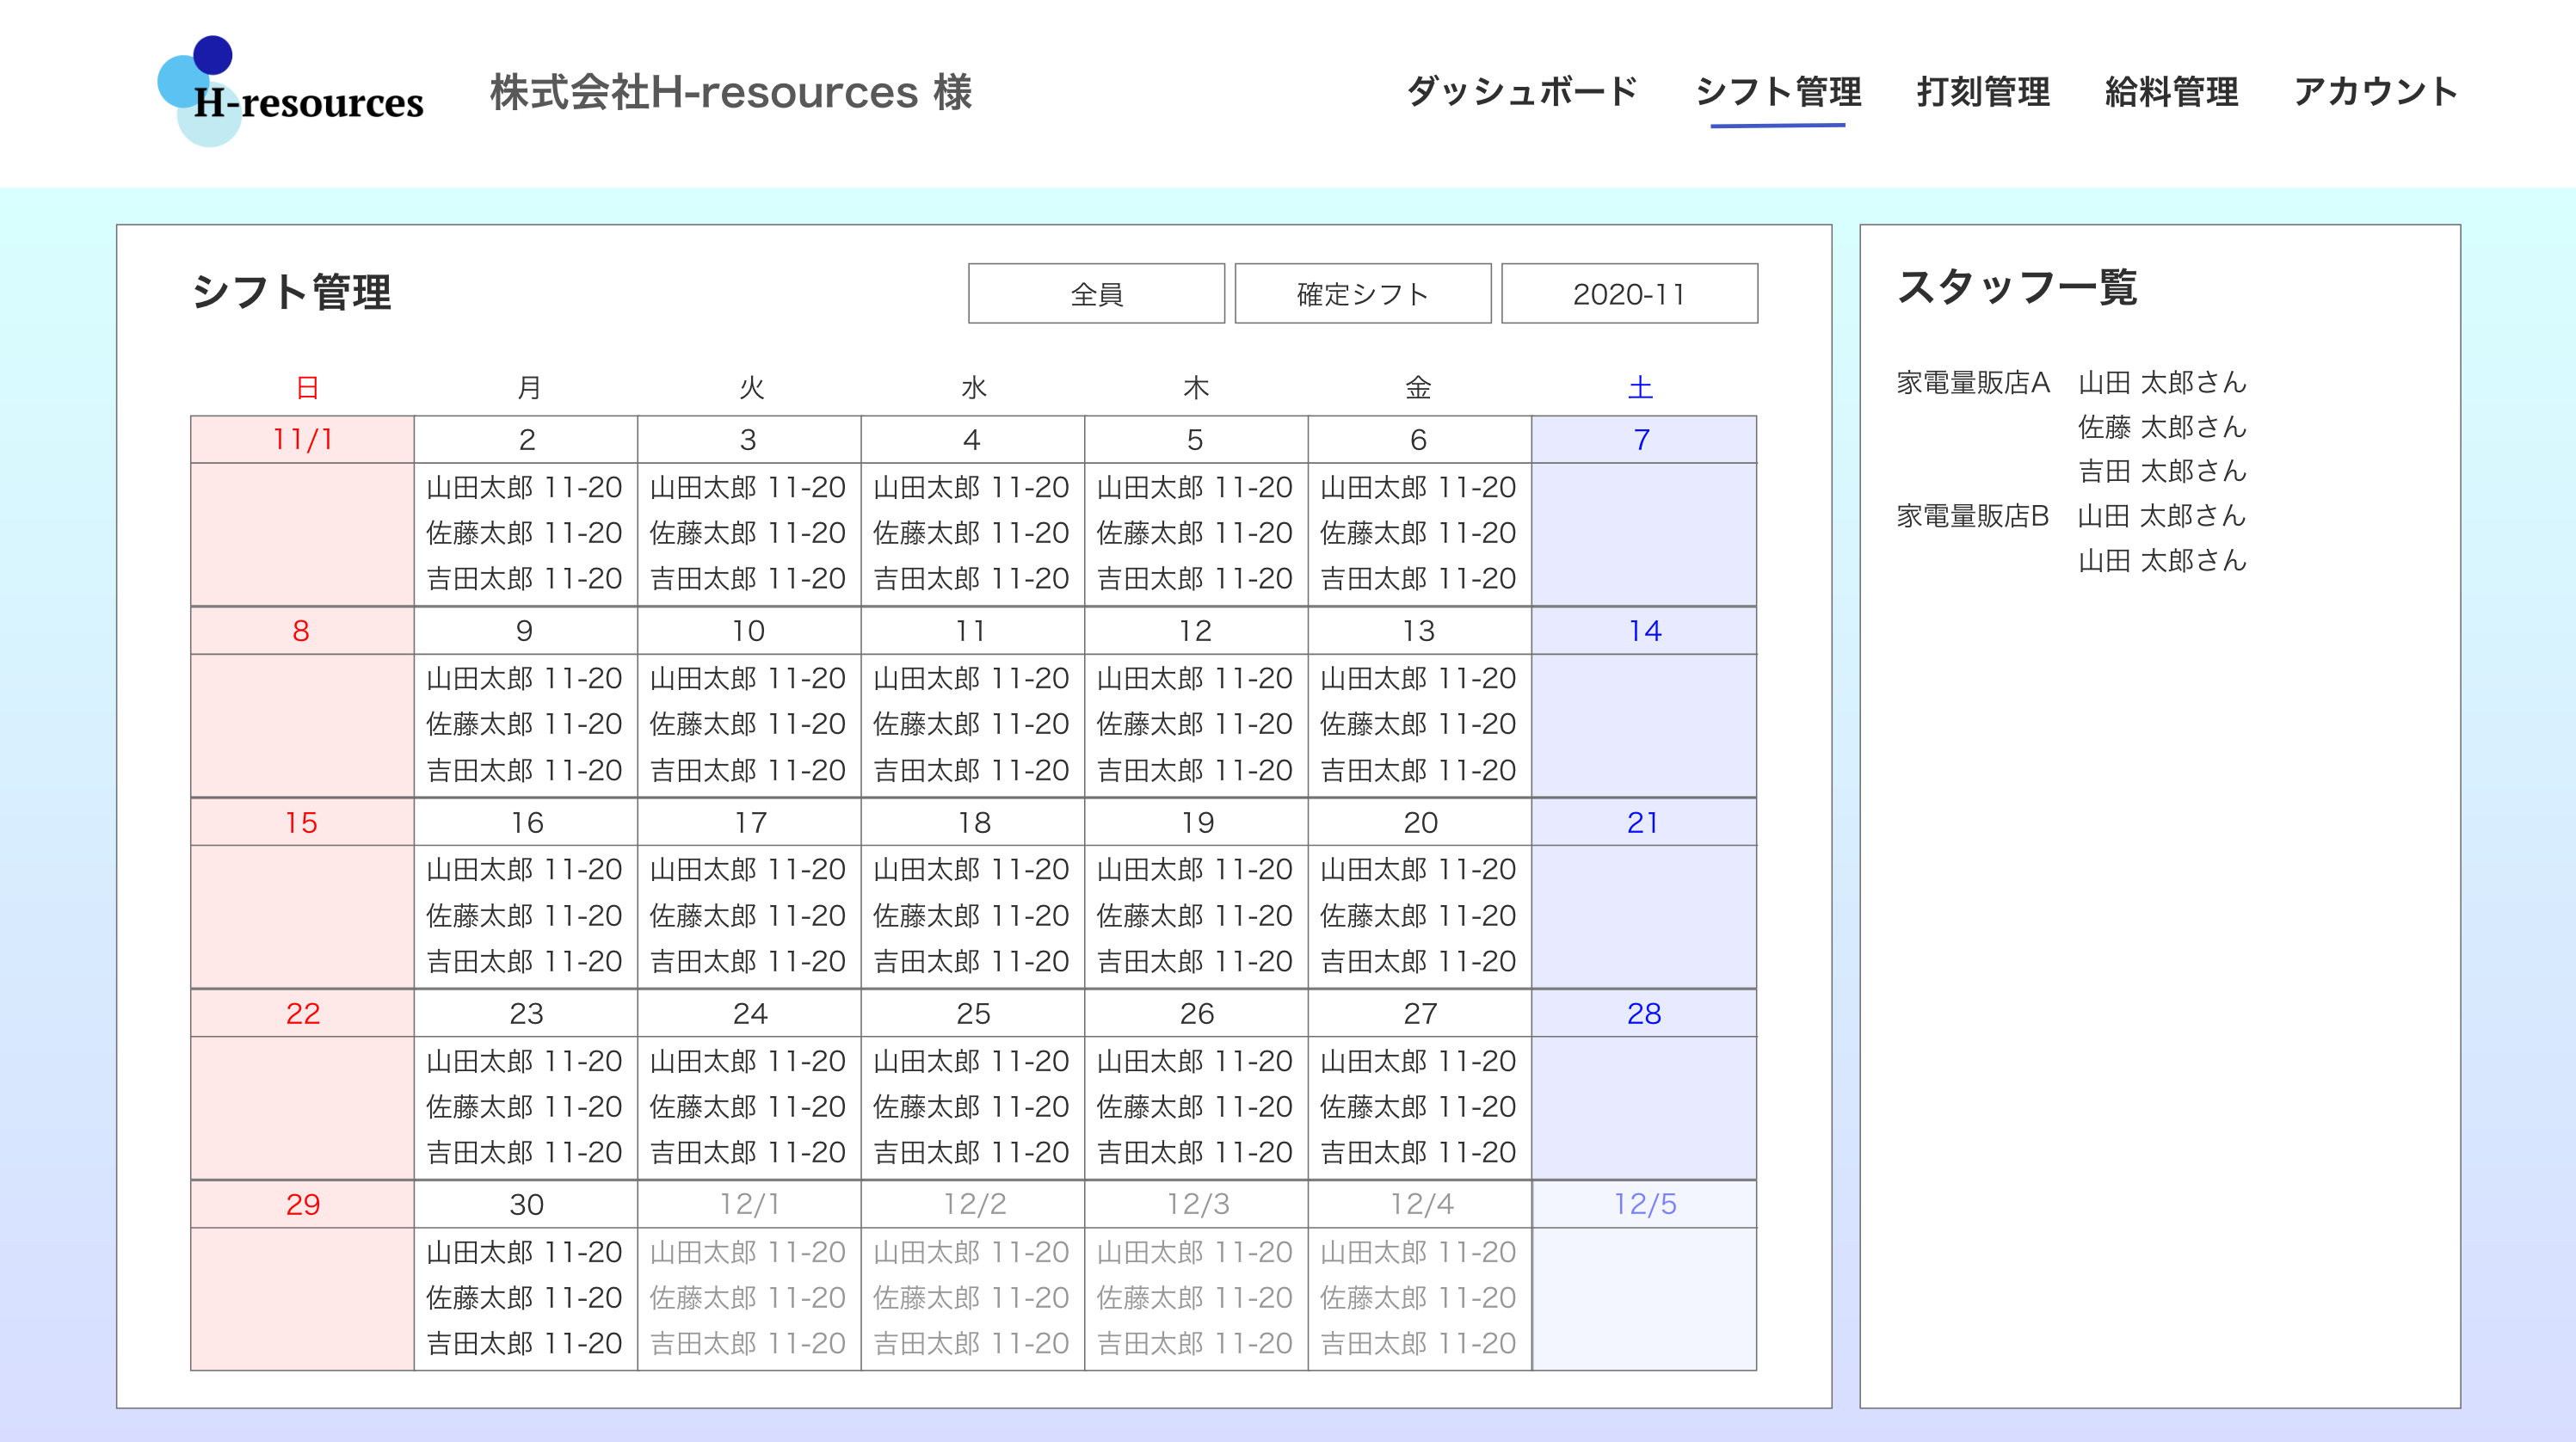 H-resources
株式会社H-resources 様
ダッシュボード シフト管理 打刻管理 給料管理 アカウント
シフト管理
全員 確定シフト 2020-11
日 月 火 水 木 金 土
11/1 2 3 4 5 6 7
山田太郎 11-20 山田太郎 11-20 山田太郎 11-20 山田太郎 11-20 山田太郎 11-20
佐藤太郎 11-20 佐藤太郎 11-20 佐藤太郎 11-20 佐藤太郎 11-20 佐藤太郎 11-20
吉田太郎 11-20 吉田太郎 11-20 吉田太郎 11-20 吉田太郎 11-20 吉田太郎 11-20
8 9 10 11 12 13 14
山田太郎 11-20 山田太郎 11-20 山田太郎 11-20 山田太郎 11-20 山田太郎 11-20
佐藤太郎 11-20 佐藤太郎 11-20 佐藤太郎 11-20 佐藤太郎 11-20 佐藤太郎 11-20
吉田太郎 11-20 吉田太郎 11-20 吉田太郎 11-20 吉田太郎 11-20 吉田太郎 11-20
15 16 17 18 19 20 21
山田太郎 11-20 山田太郎 11-20 山田太郎 11-20 山田太郎 11-20 山田太郎 11-20
佐藤太郎 11-20 佐藤太郎 11-20 佐藤太郎 11-20 佐藤太郎 11-20 佐藤太郎 11-20
吉田太郎 11-20 吉田太郎 11-20 吉田太郎 11-20 吉田太郎 11-20 吉田太郎 11-20
22 23 24 25 26 27 28
山田太郎 11-20 山田太郎 11-20 山田太郎 11-20 山田太郎 11-20 山田太郎 11-20
佐藤太郎 11-20 佐藤太郎 11-20 佐藤太郎 11-20 佐藤太郎 11-20 佐藤太郎 11-20
吉田太郎 11-20 吉田太郎 11-20 吉田太郎 11-20 吉田太郎 11-20 吉田太郎 11-20
29 30 12/1 12/2 12/3 12/4 12/5
山田太郎 11-20 山田太郎 11-20 山田太郎 11-20 山田太郎 11-20 山田太郎 11-20
佐藤太郎 11-20 佐藤太郎 11-20 佐藤太郎 11-20 佐藤太郎 11-20 佐藤太郎 11-20
吉田太郎 11-20 吉田太郎 11-20 吉田太郎 11-20 吉田太郎 11-20 吉田太郎 11-20
スタッフ一覧
家電量販店A 山田 太郎さん
佐藤 太郎さん
吉田 太郎さん
家電量販店B 山田 太郎さん
山田 太郎さん